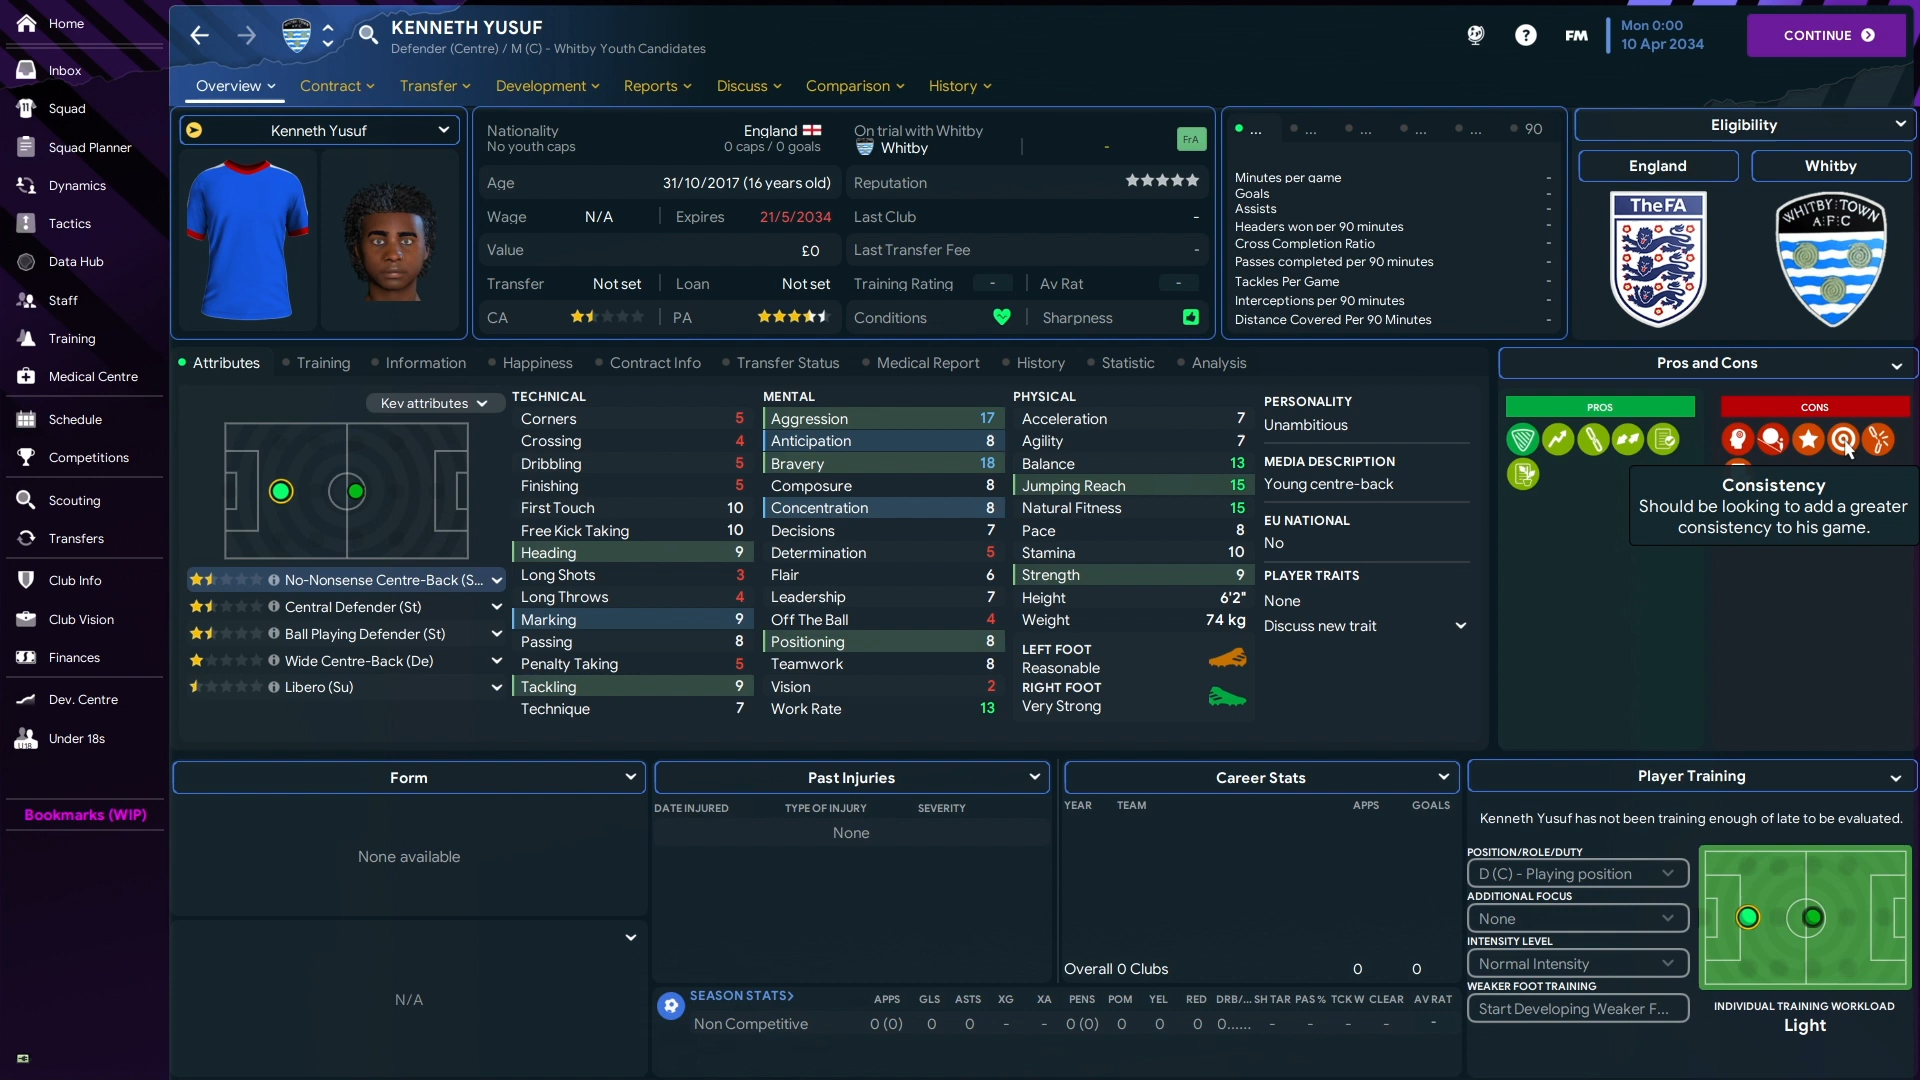 Home
Inbox
Squad
Squad Planner
Dynamics
Tactics
Data Hub
Staff
Training
Medical Centre
Schedule
Competitions
Scouting
Transfers
Club Info
Club Vision
Finances
Dev. Centre
U18
Under 18s
Bookmarks (WIP)
KENNETH YUSUF
Defender (Centre) / M (C) - Whitby Youth Candidates
FM
Mon 0:00
10 Apr 2034
CONTINUE
Overview
Contract
Transfer
Development
Reports
Discuss
Comparison
History
Kenneth Yusuf
Nationality England
No youth caps 0 caps / 0 goals
Age 31/10/2017 (16 years old)
Wage N/A Expires 21/5/2034
Value £0
Transfer Not set Loan Not set
CA PA
On trial with Whitby
Whitby -
FrA
Reputation
Last Club -
Last Transfer Fee -
Training Rating - Av Rat -
Conditions Sharpness
... ... ... ... ... 90
Minutes per game -
Goals -
Assists -
Headers won per 90 minutes -
Cross Completion Ratio -
Passes completed per 90 minutes -
Tackles Per Game -
Interceptions per 90 minutes -
Distance Covered Per 90 Minutes -
Eligibility
England
The FA
Whitby
WHITBY TOWN
A.F.C
Attributes
Training
Information
Happiness
Contract Info
Transfer Status
Medical Report
History
Statistic
Analysis
Key attributes
No-Nonsense Centre-Back (S...
Central Defender (St)
Ball Playing Defender (St)
Wide Centre-Back (De)
Libero (Su)
TECHNICAL
Corners 5
Crossing 4
Dribbling 5
Finishing 5
First Touch 10
Free Kick Taking 10
Heading 9
Long Shots 3
Long Throws 4
Marking 9
Passing 8
Penalty Taking 5
Tackling 9
Technique 7
MENTAL
Aggression 17
Anticipation 8
Bravery 18
Composure 8
Concentration 8
Decisions 7
Determination 5
Flair 6
Leadership 7
Off The Ball 4
Positioning 8
Teamwork 8
Vision 2
Work Rate 13
PHYSICAL
Acceleration 7
Agility 7
Balance 13
Jumping Reach 15
Natural Fitness 15
Pace 8
Stamina 10
Strength 9
Height 6'2"
Weight 74 kg
LEFT FOOT
Reasonable
RIGHT FOOT
Very Strong
PERSONALITY
Unambitious
MEDIA DESCRIPTION
Young centre-back
EU NATIONAL
No
PLAYER TRAITS
None
Discuss new trait
Pros and Cons
PROS
CONS
Consistency
Should be looking to add a greater
consistency to his game.
Form
None available
N/A
Past Injuries
DATE INJURED TYPE OF INJURY SEVERITY
None
Career Stats
YEAR TEAM APPS GOALS
Overall 0 Clubs 0 0
SEASON STATS> APPS GLS ASTS XG XA PENS POM YEL RED DRB/... SH TAR PAS % TCK W CLEAR AV RAT
Non Competitive 0 (0) 0 0 - - 0 (0) 0 0 0 0...... - - - - -
Player Training
Kenneth Yusuf has not been training enough of late to be evaluated.
POSITION/ROLE/DUTY
D (C) - Playing position
ADDITIONAL FOCUS
None
INTENSITY LEVEL
Normal Intensity
WEAKER FOOT TRAINING
Start Developing Weaker F...
INDIVIDUAL TRAINING WORKLOAD
Light